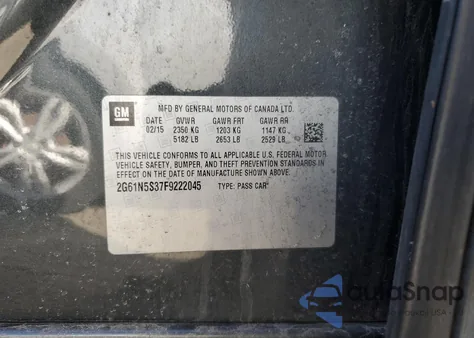 GM
MFD BY GENERAL MOTORS OF CANADA LTD.
DATE GVWR GAWR FRT GAWR RR
02/15 2350 KG 1203 KG 1147 KG
5182 LB 2653 LB 2529 LB
THIS VEHICLE CONFORMS TO ALL APPLICABLE U.S. FEDERAL MOTOR
VEHICLE SAFETY, BUMPER, AND THEFT PREVENTION STANDARDS IN
EFFECT ON THE DATE OF MANUFACTURE SHOWN ABOVE.
2G61N5S37F9222045 TYPE: PASS CAR
autoSnap